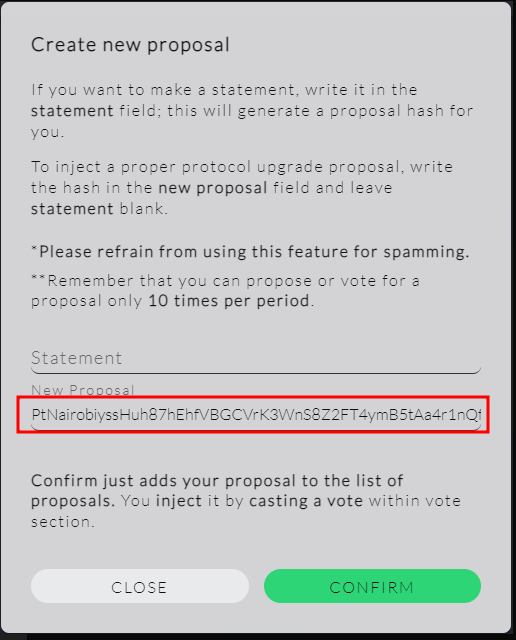 Create new proposal
If you want to make a statement, write it in the
statement field; this will generate a proposal hash for
you.
To inject a proper protocol upgrade proposal, write
the hash in the new proposal field and leave
statement blank.
*Please refrain from using this feature for spamming.
**Remember that you can propose or vote for a
proposal only 10 times per period.
Statement
New Proposal
PtNairobiyssHuh87hEhfVBGCVrK3WnS8Z2FT4ymB5tAa4r1nQf
Confirm just adds your proposal to the list of
proposals. You inject it by casting a vote within vote
section.
CLOSE
CONFIRM